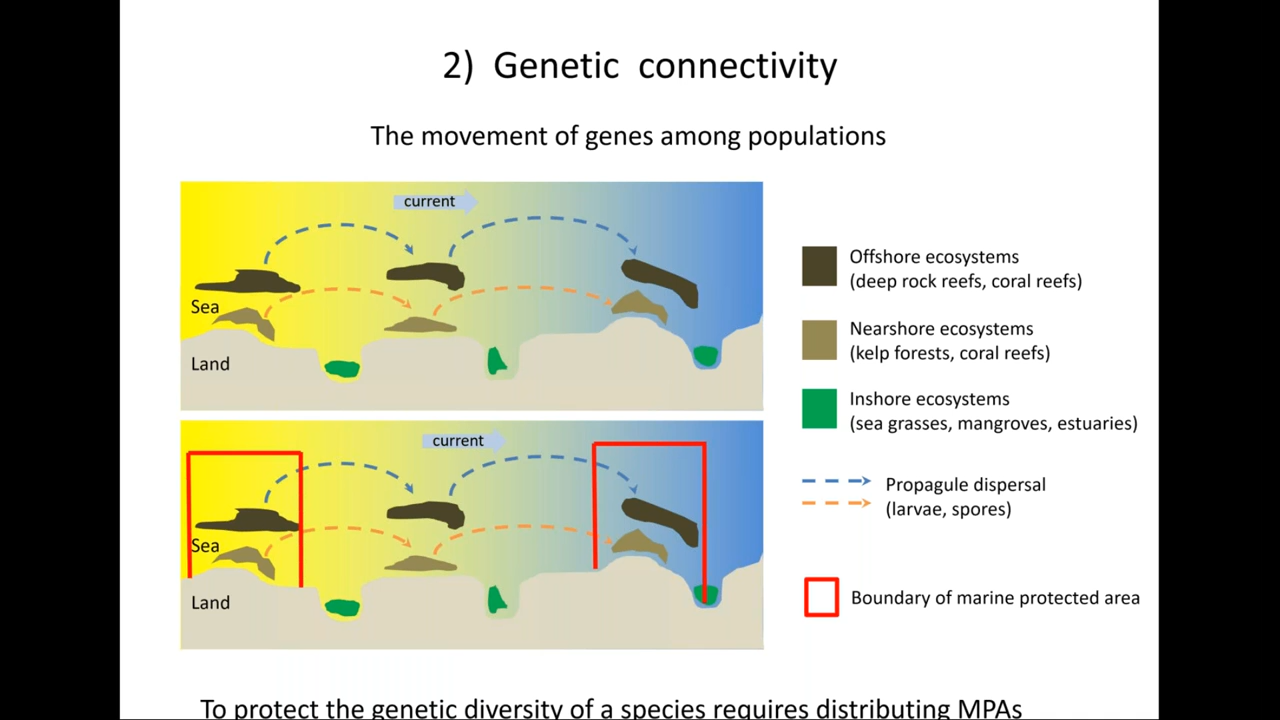 2) Genetic connectivity
The movement of genes among populations
current
Sea
Land
current
Sea
Land
Offshore ecosystems
(deep rock reefs, coral reefs)
Nearshore ecosystems
(kelp forests, coral reefs)
Inshore ecosystems
(sea grasses, mangroves, estuaries)
Propagule dispersal
(larvae, spores)
Boundary of marine protected area
To protect the genetic diversity of a species requires distributing MPAs